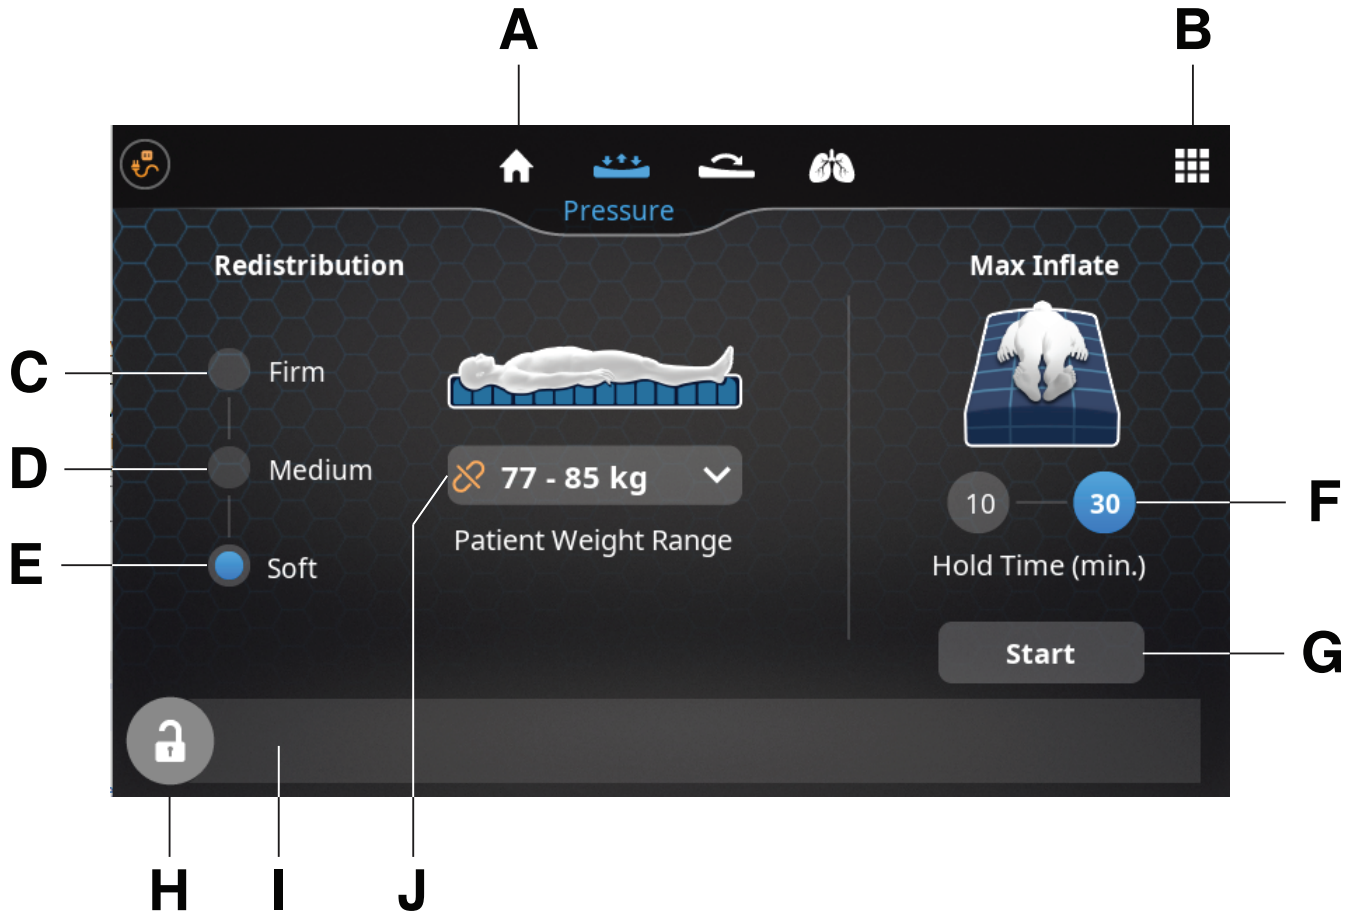 A
B
Pressure
Redistribution
Max Inflate
C
Firm
D
Medium
77 - 85 kg
10
30
F
Patient Weight Range
Hold Time (min.)
E
Soft
Start
G
H
I
J